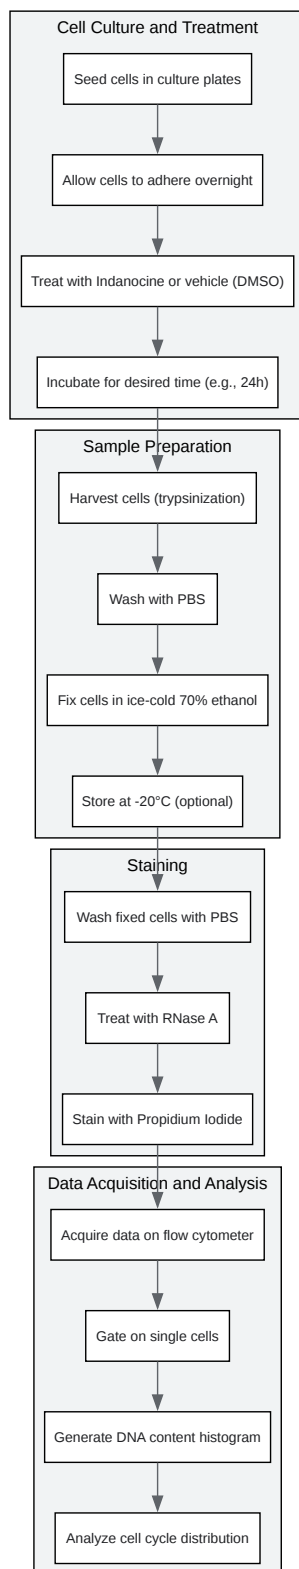 Cell Culture and Treatment
Seed cells in culture plates
Allow cells to adhere overnight
Treat with Indanocine or vehicle (DMSO)
Incubate for desired time (e.g., 24h)
Sample Preparation
Harvest cells (trypsinization)
Wash with PBS
Fix cells in ice-cold 70% ethanol
Store at -20°C (optional)
Staining
Wash fixed cells with PBS
Treat with RNase A
Stain with Propidium Iodide
Data Acquisition and Analysis
Acquire data on flow cytometer
Gate on single cells
Generate DNA content histogram
Analyze cell cycle distribution